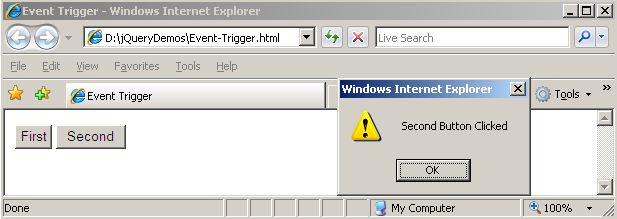 Event Trigger - Windows Internet Explorer
D:\jQueryDemos\Event-Trigger.html
Live Search
File Edit View Favorites Tools Help
Event Trigger
Tools
Windows Internet Explorer
Second Button Clicked
OK
First Second
Done
My Computer
100%